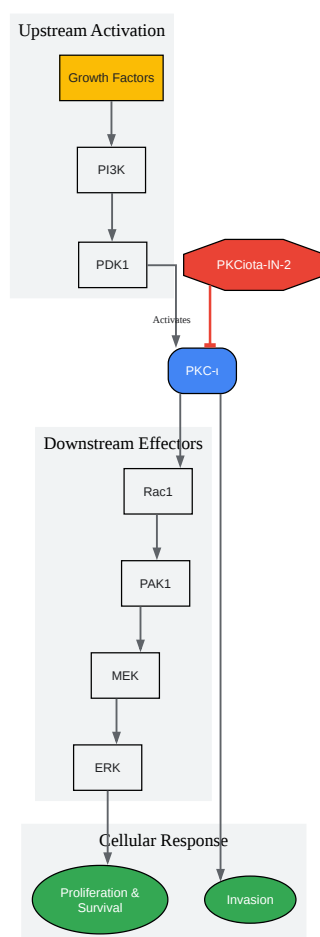 Upstream Activation
Growth Factors
PI3K
PDK1
PKCiota-IN-2
Activates
PKC-ι
Downstream Effectors
Rac1
PAK1
MEK
ERK
Cellular Response
Proliferation &
Survival
Invasion